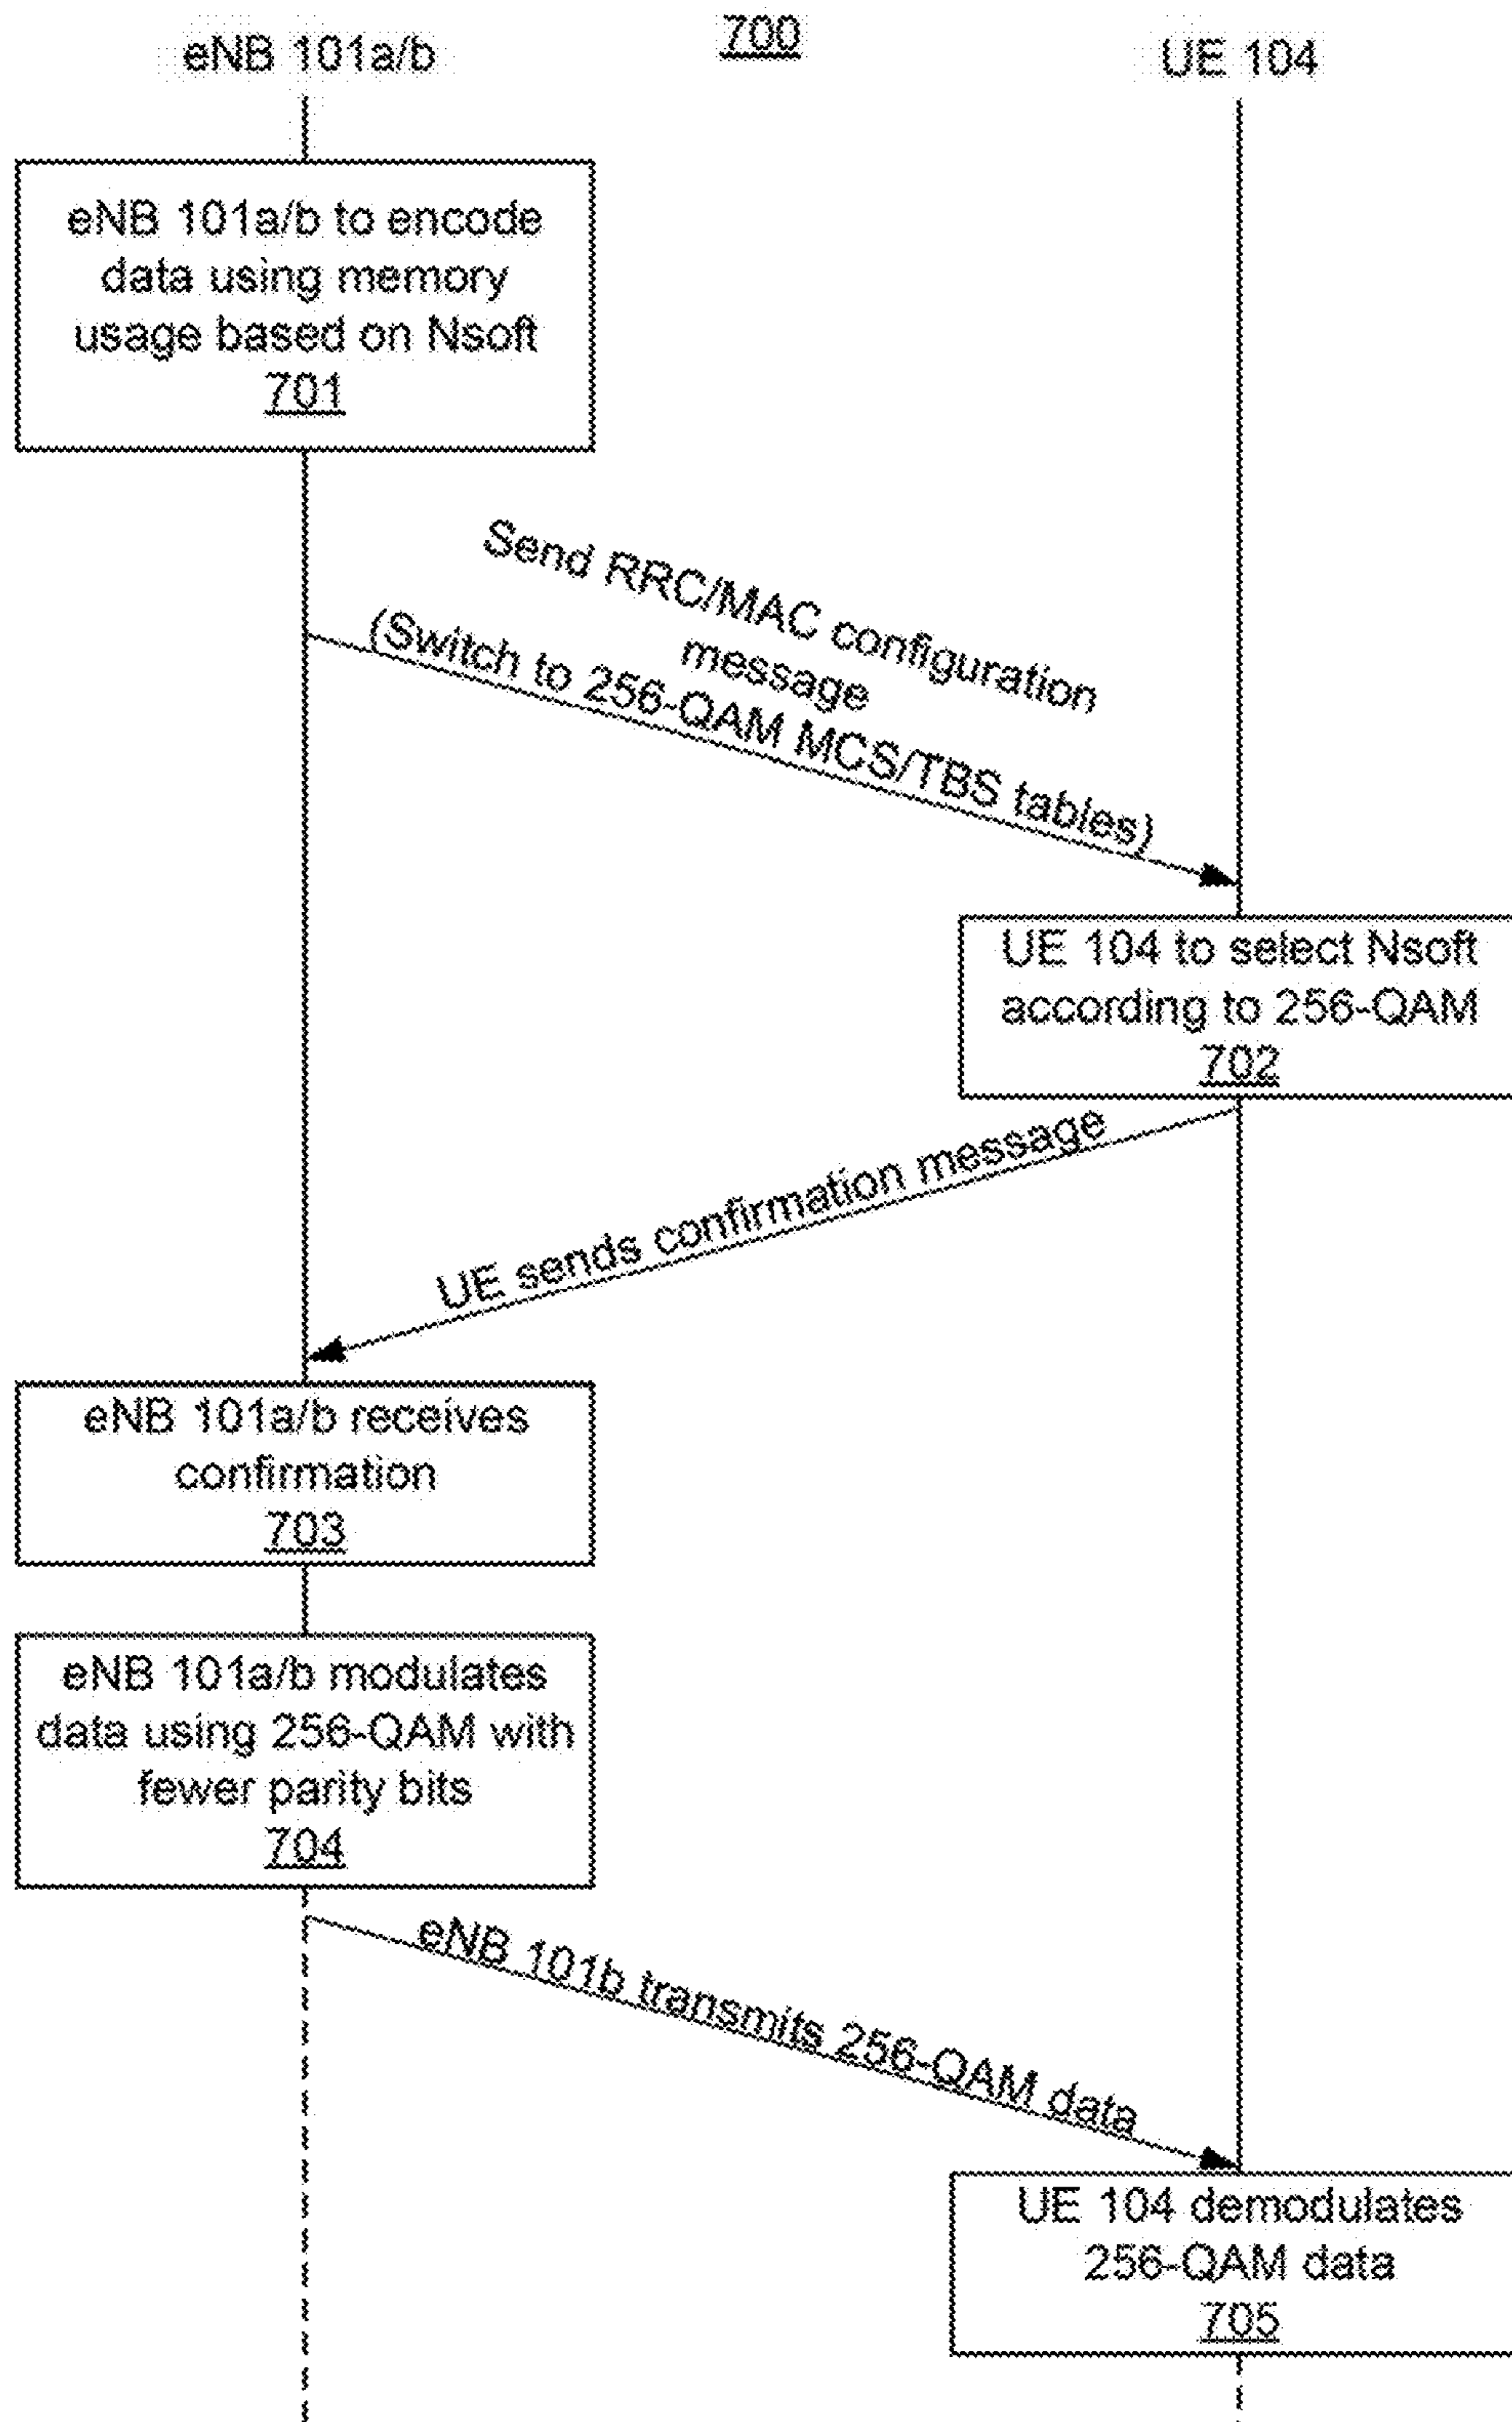 700
eNB 101a/b
UE 104
eNB 101a/b to encode
data using memory
usage based on Nsoft
701
Send RRC/MAC configuration
message
(Switch to 256-QAM MCS/TBS tables)
UE 104 to select Nsoft
according to 256-QAM
702
UE sends confirmation message
eNB 101a/b receives
confirmation
703
eNB 101a/b modulates
data using 256-QAM with
fewer parity bits
704
eNB 101b transmits 256-QAM data
UE 104 demodulates
256-QAM data
705